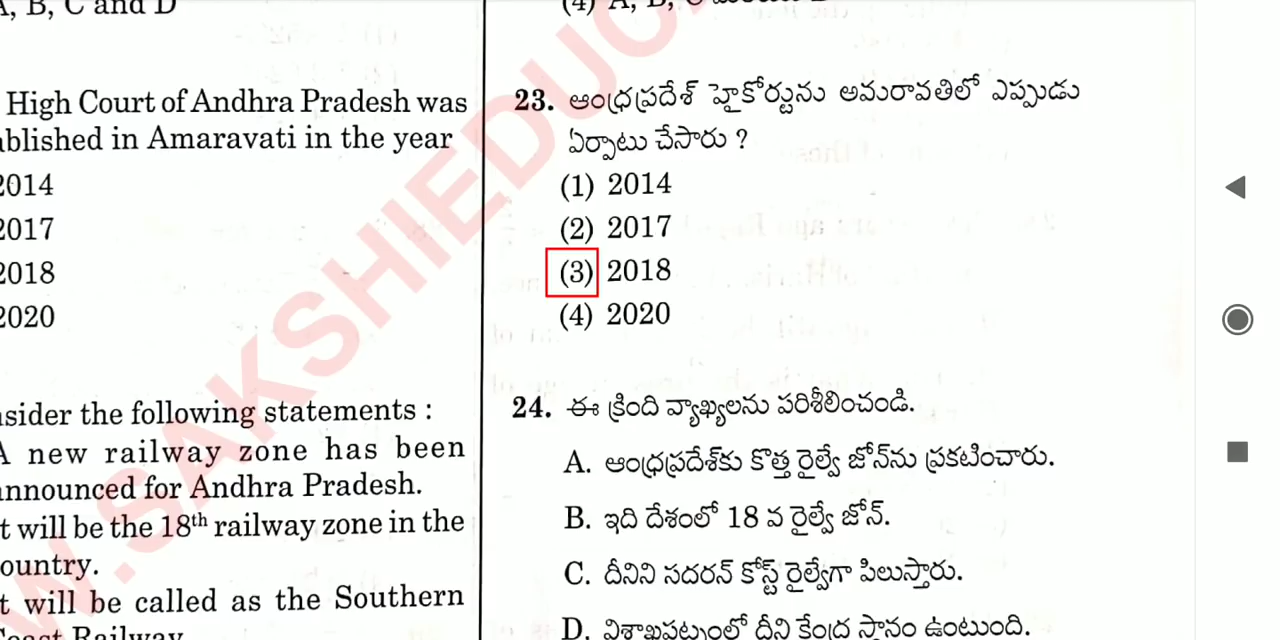 A, B, C and D
High Court of Andhra Pradesh was
ablished in Amaravati in the year
2014
2017
2018
2020
nsider the following statements :
A new railway zone has been
announced for Andhra Pradesh.
t will be the 18th railway zone in the
ountry.
t will be called as the Southern
Coast Railway
(4) A, B, C
23. ఆంధ్రప్రదేశ్ హైకోర్టును అమరావతిలో ఎప్పుడు
ఏర్పాటు చేసారు ?
(1) 2014
(2) 2017
(3) 2018
(4) 2020
24. ఈ క్రింది వ్యాఖ్యలను పరిశీలించండి.
A. ఆంధ్రప్రదేశ్‌కు కొత్త రైల్వే జోన్‌ను ప్రకటించారు.
B. ఇది దేశంలో 18 వ రైల్వే జోన్.
C. దీనిని సదరన్ కోస్ట్ రైల్వేగా పిలుస్తారు.
D. విశాఖపట్నంలో దీని కేంద్ర స్థానం ఉంటుంది.
W.SAKSHIEDUC